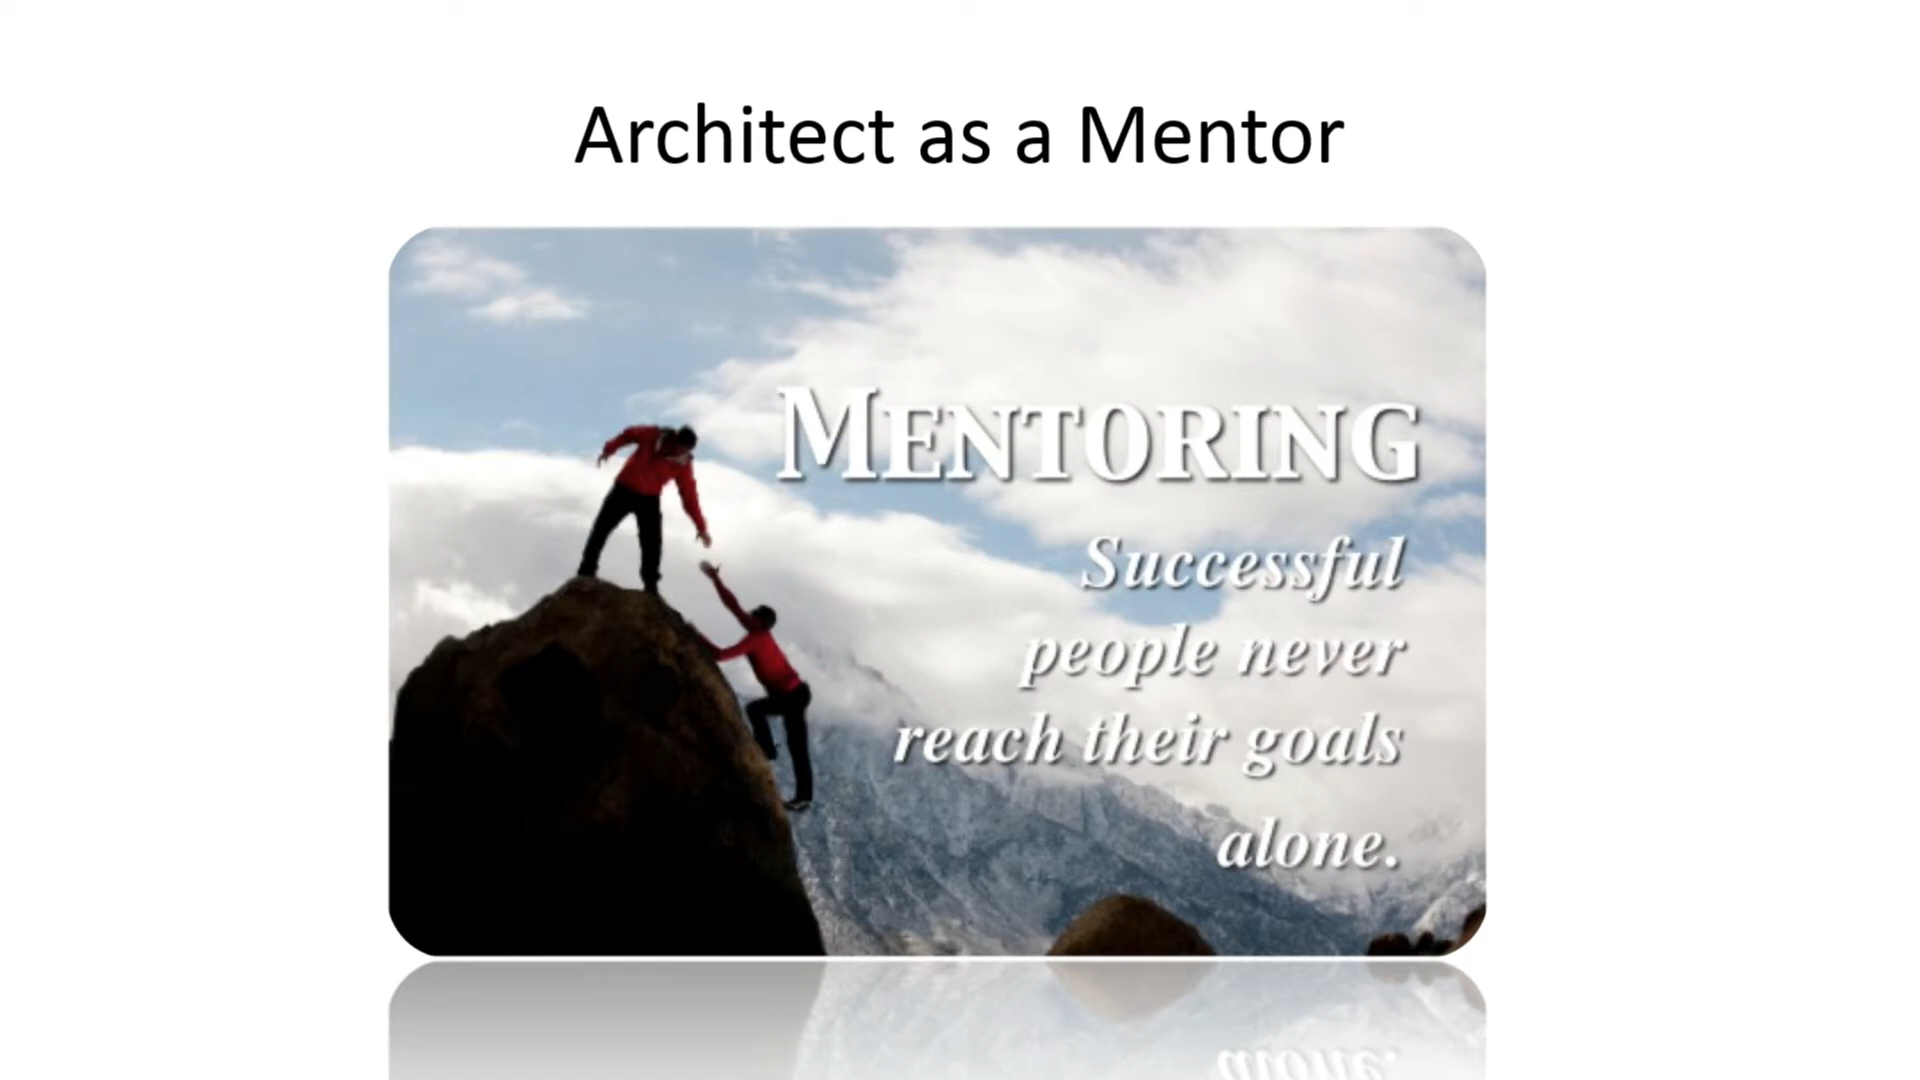 Architect as a Mentor
MENTORING
Successful
people never
reach their goals
alone.